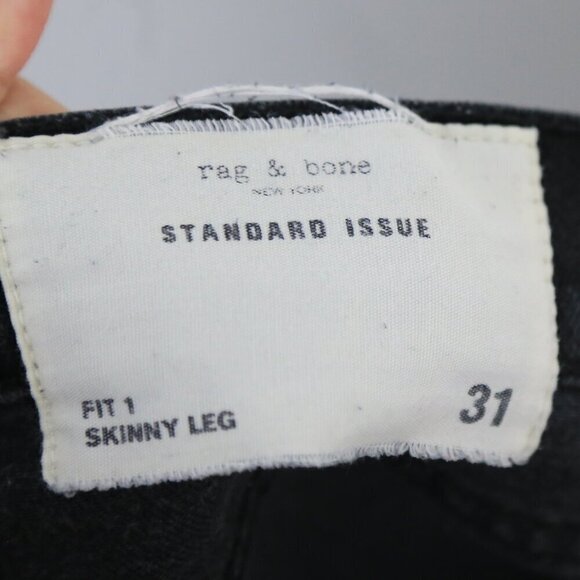 rag & bone
NEW YORK
STANDARD ISSUE
FIT 1
SKINNY LEG
31